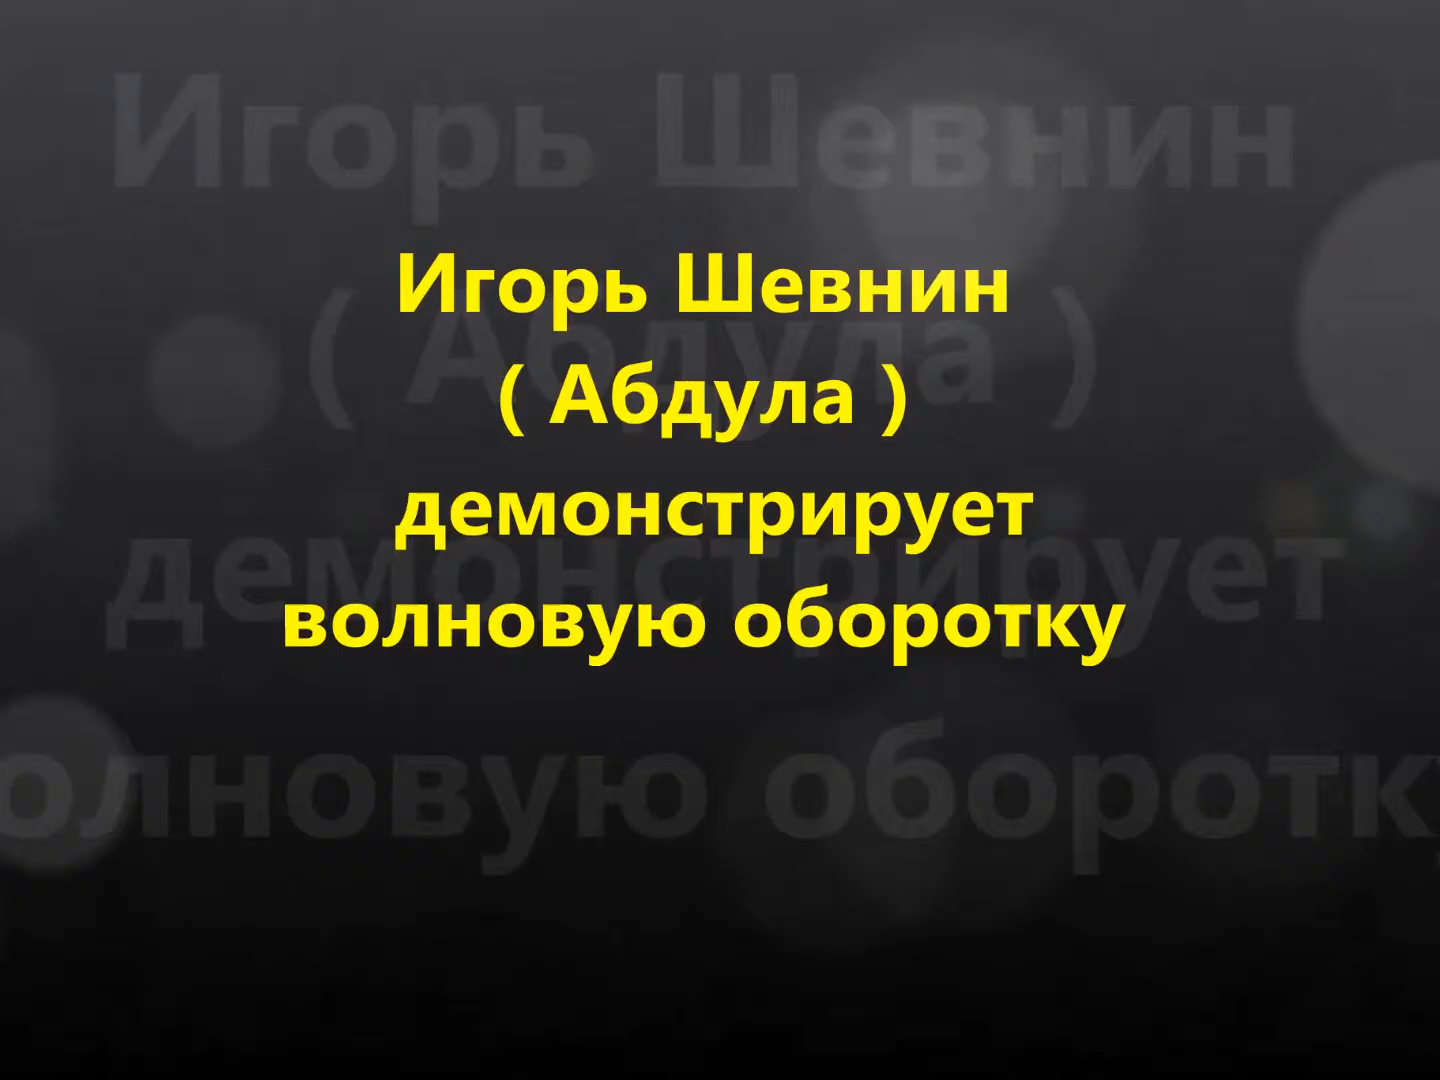 Игорь Шевнин
( Абдула )
демонстрирует
волновую оборотку